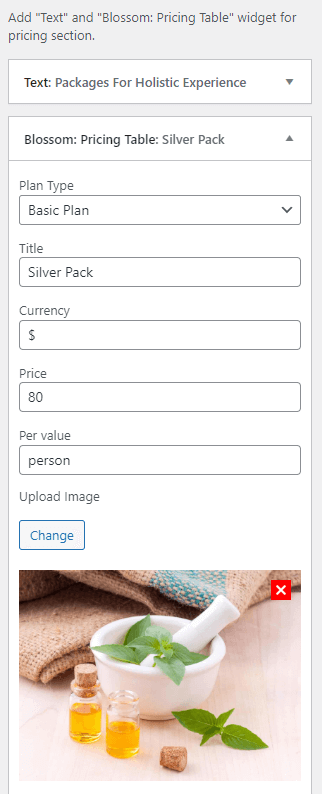 Add "Text" and "Blossom: Pricing Table" widget for
pricing section.
Text: Packages For Holistic Experience
Blossom: Pricing Table: Silver Pack
Plan Type
Basic Plan
Title
Silver Pack
Currency
$
Price
80
Per value
person
Upload Image
Change